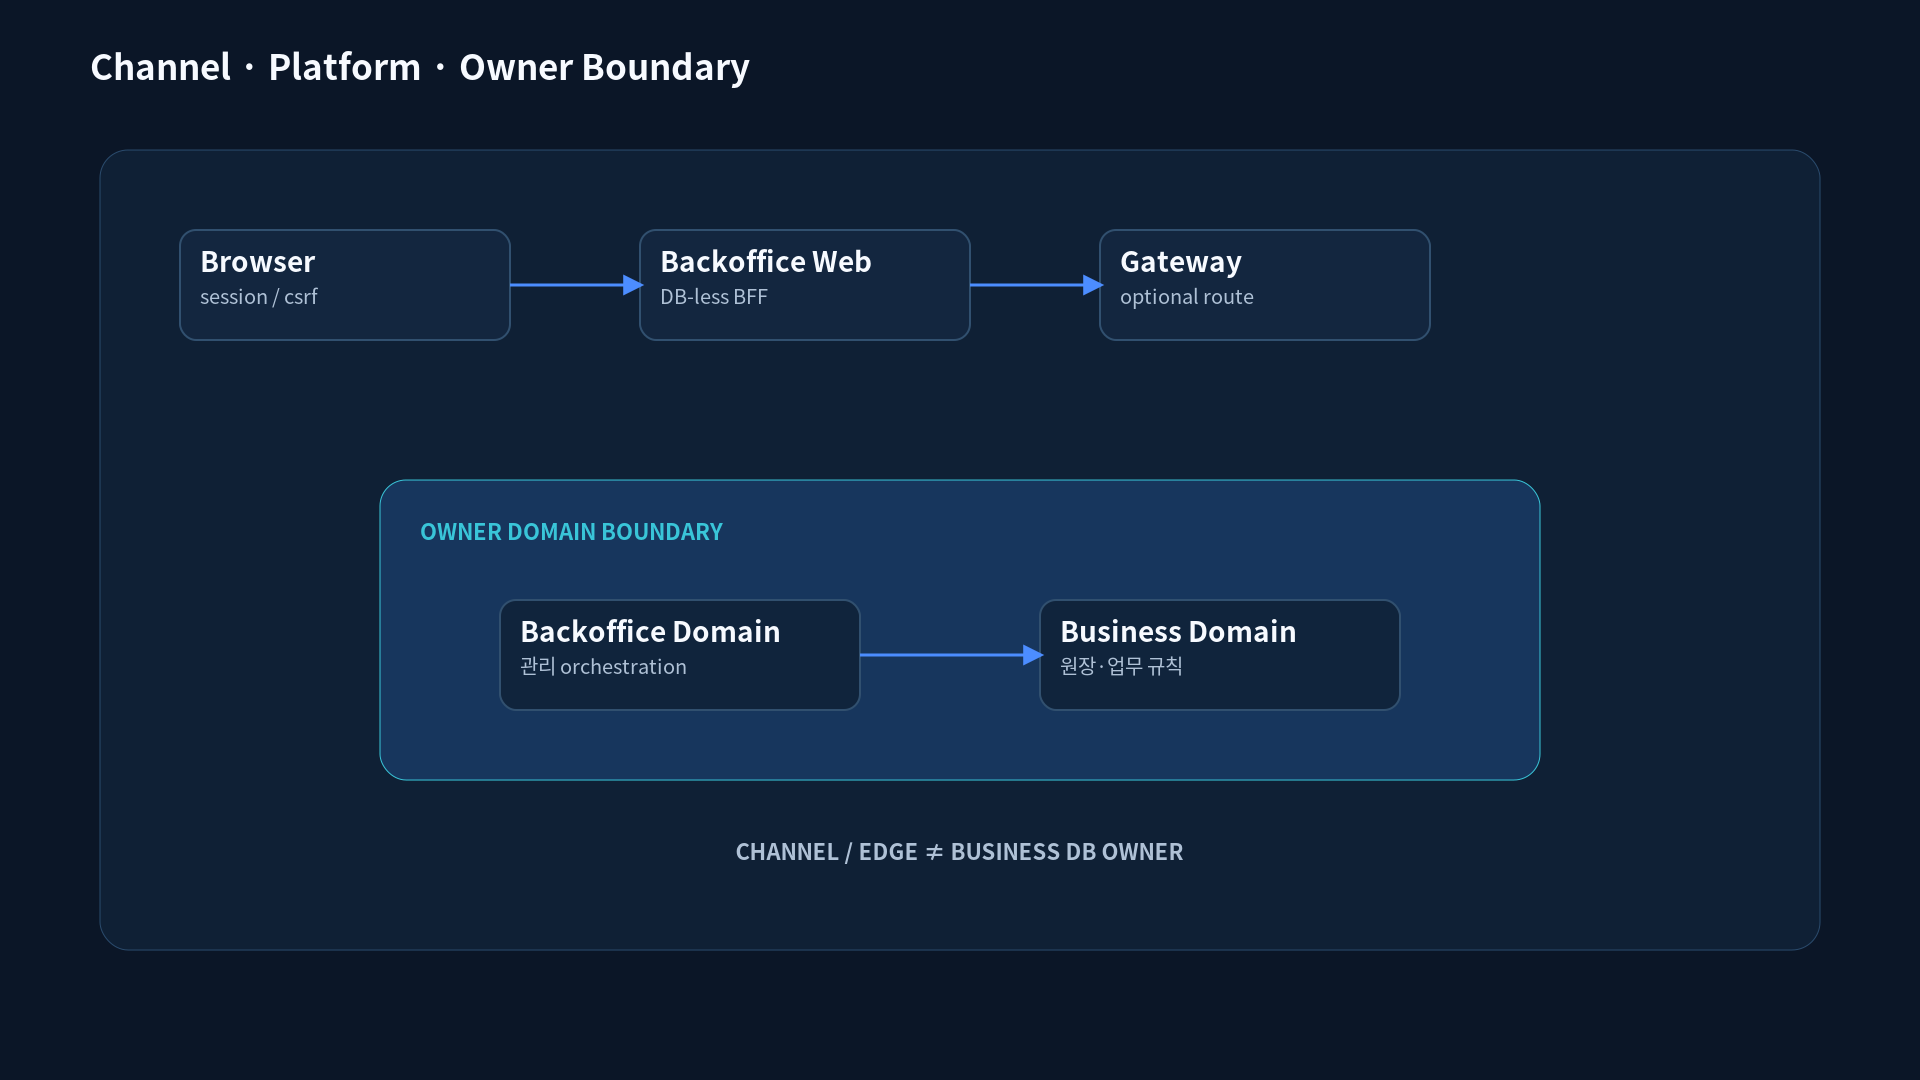 Channel · Platform · Owner Boundary
Browser
session / csrf
Backoffice Web
DB-less BFF
Gateway
optional route
OWNER DOMAIN BOUNDARY
Backoffice Domain
관리 orchestration
Business Domain
원장·업무 규칙
CHANNEL / EDGE ≠ BUSINESS DB OWNER